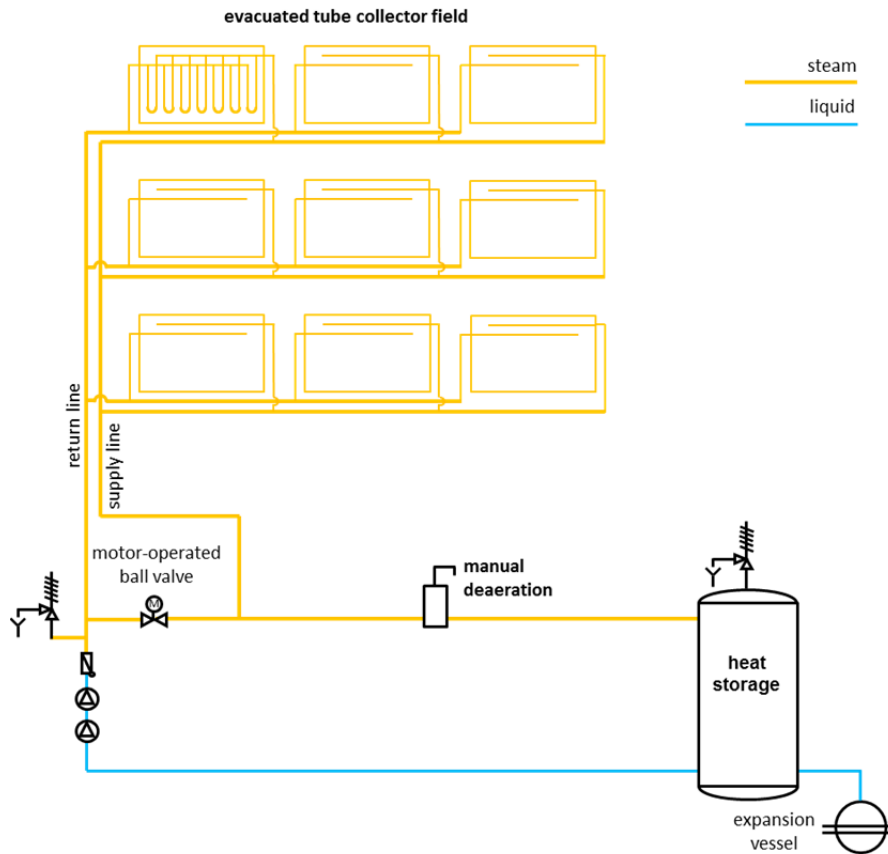 evacuated tube collector field
steam
liquid
return line
supply line
motor-operated
ball valve
M
manual
deaeration
heat
storage
expansion
vessel